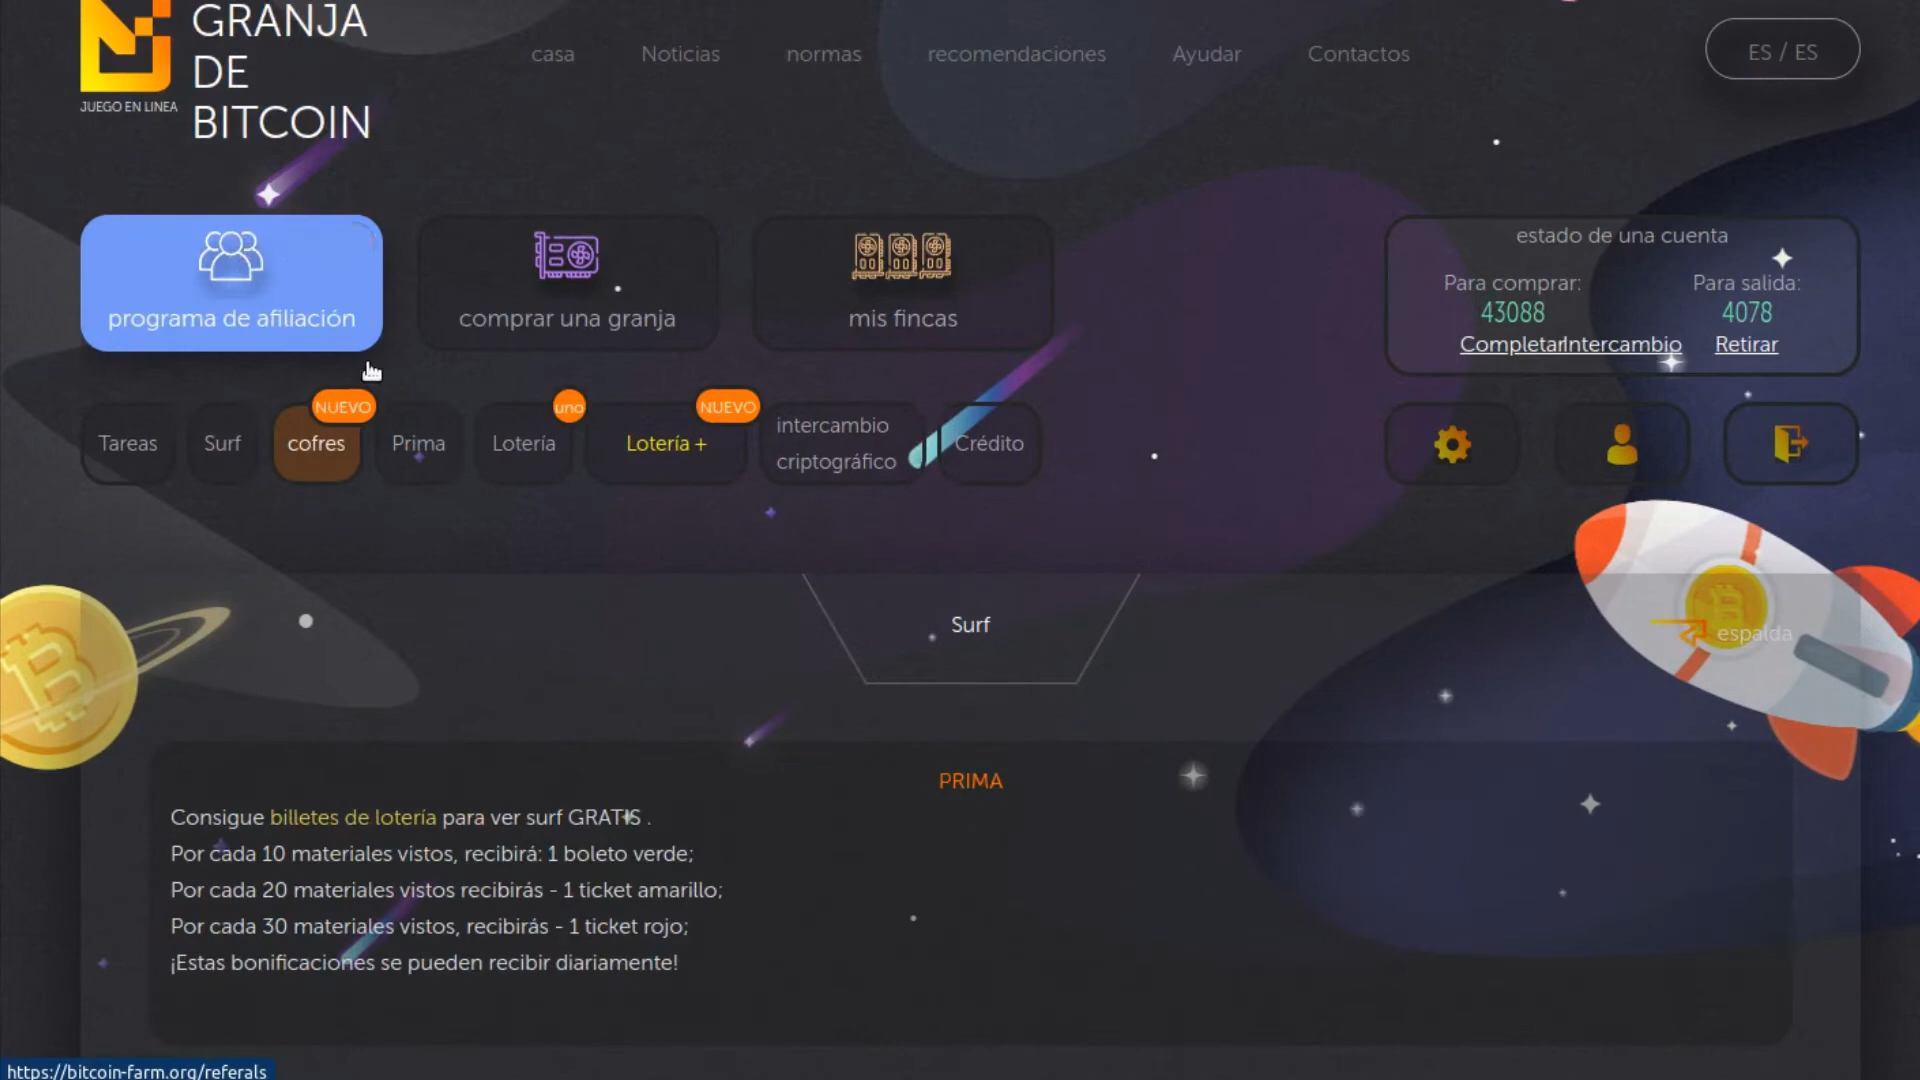 GRANJA
DE
BITCOIN
JUEGO EN LINEA
casa
Noticias
normas
recomendaciones
Ayudar
Contactos
ES / ES
programa de afiliación
comprar una granja
mis fincas
estado de una cuenta
Para comprar:
43088
Completar Intercambio
Para salida:
4078
Retirar
Tareas
Surf
NUEVO
cofres
Prima
uno
Lotería
NUEVO
Lotería +
intercambio
criptográfico
Crédito
Surf
espalda
PRIMA
Consigue billetes de lotería para ver surf GRATIS .
Por cada 10 materiales vistos, recibirá: 1 boleto verde;
Por cada 20 materiales vistos recibirás - 1 ticket amarillo;
Por cada 30 materiales vistos, recibirás - 1 ticket rojo;
¡Estas bonificaciones se pueden recibir diariamente!
https://bitcoin-farm.org/referals